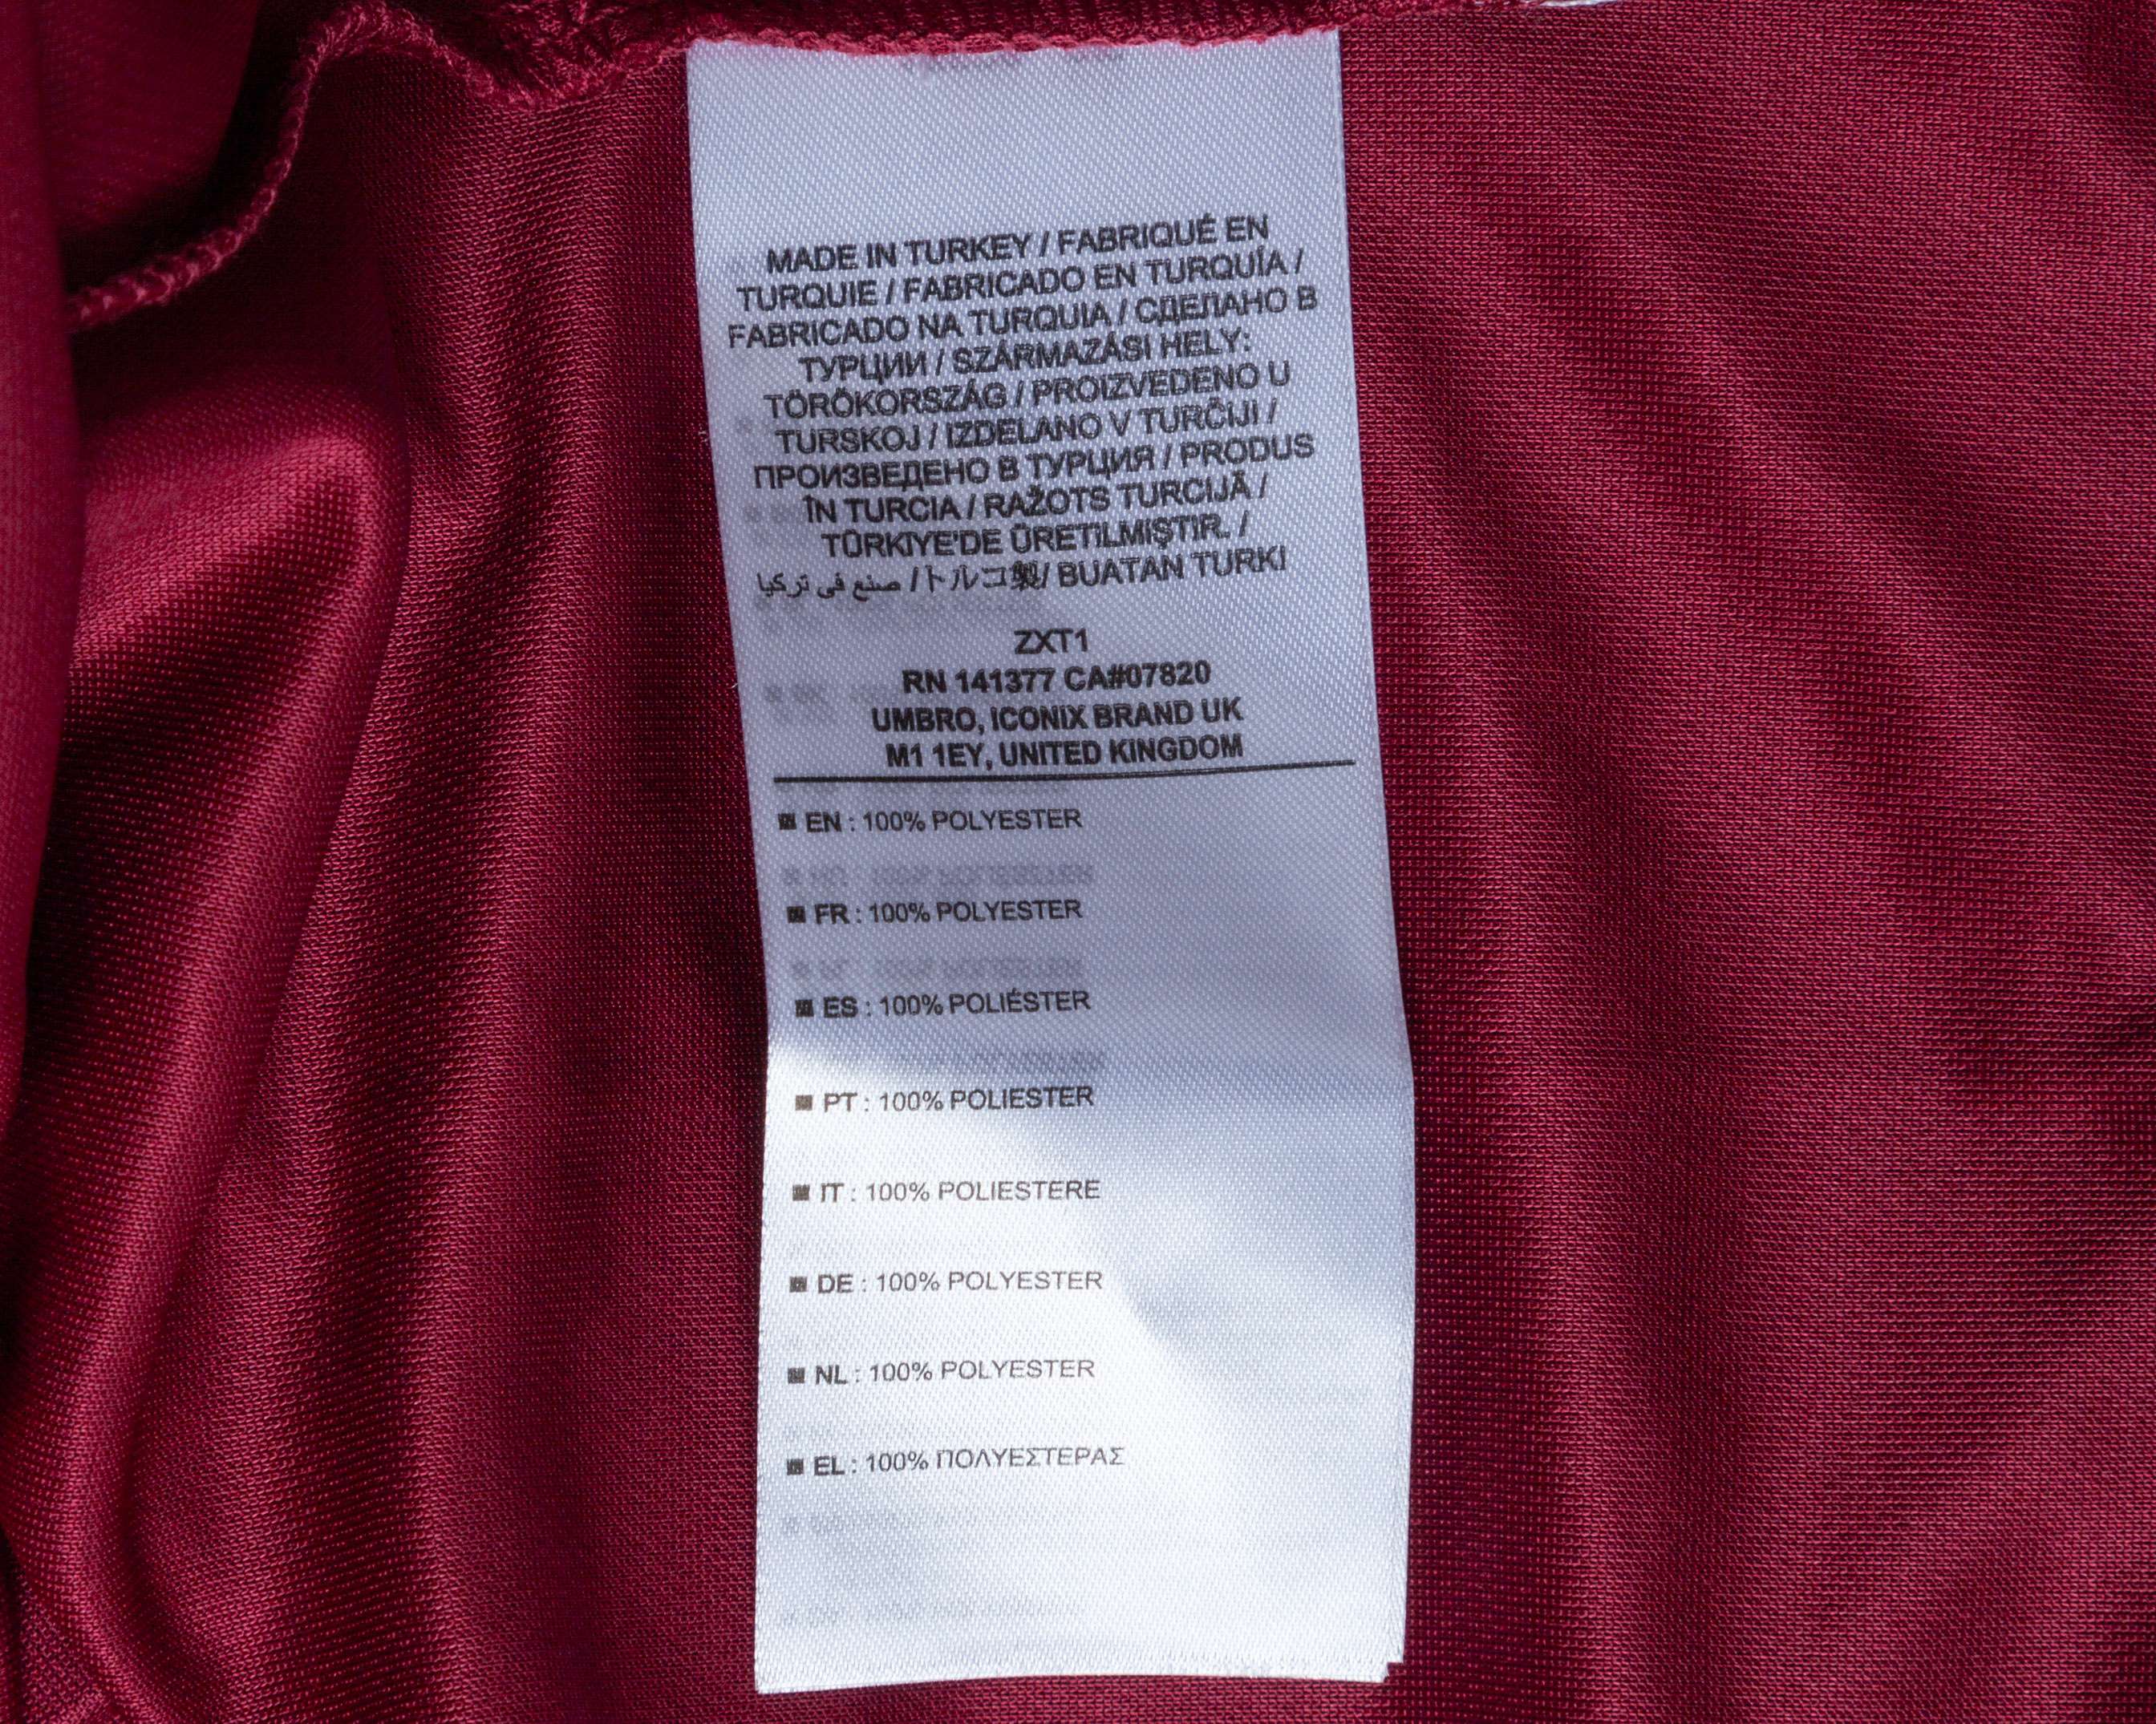 MADE IN TURKEY / FABRIQUÉ EN
TURQUIE / FABRICADO EN TURQUÍA /
FABRICADO NA TURQUIA / СДЕЛАНО В
ТУРЦИИ / SZÁRMAZÁSI HELY:
TÖRÖKORSZÁG / PROIZVEDENO U
TURSKOJ / IZDELANO V TURČIJI /
ПРОИЗВЕДЕНО В ТУРЦИЯ / PRODUS
ÎN TURCIA / RAŽOTS TURCIJĀ /
TÜRKIYE'DE ÜRETILMIŞTIR. /
صنع في تركيا / トルコ製/ BUATAN TURKI
ZXT1
RN 141377 CA#07820
UMBRO, ICONIX BRAND UK
M1 1EY, UNITED KINGDOM
■ EN : 100% POLYESTER
■ FR : 100% POLYESTER
■ ES : 100% POLIÉSTER
■ PT : 100% POLIESTER
■ IT : 100% POLIESTERE
■ DE : 100% POLYESTER
■ NL : 100% POLYESTER
■ EL : 100% ΠΟΛΥΕΣΤΕΡΑΣ